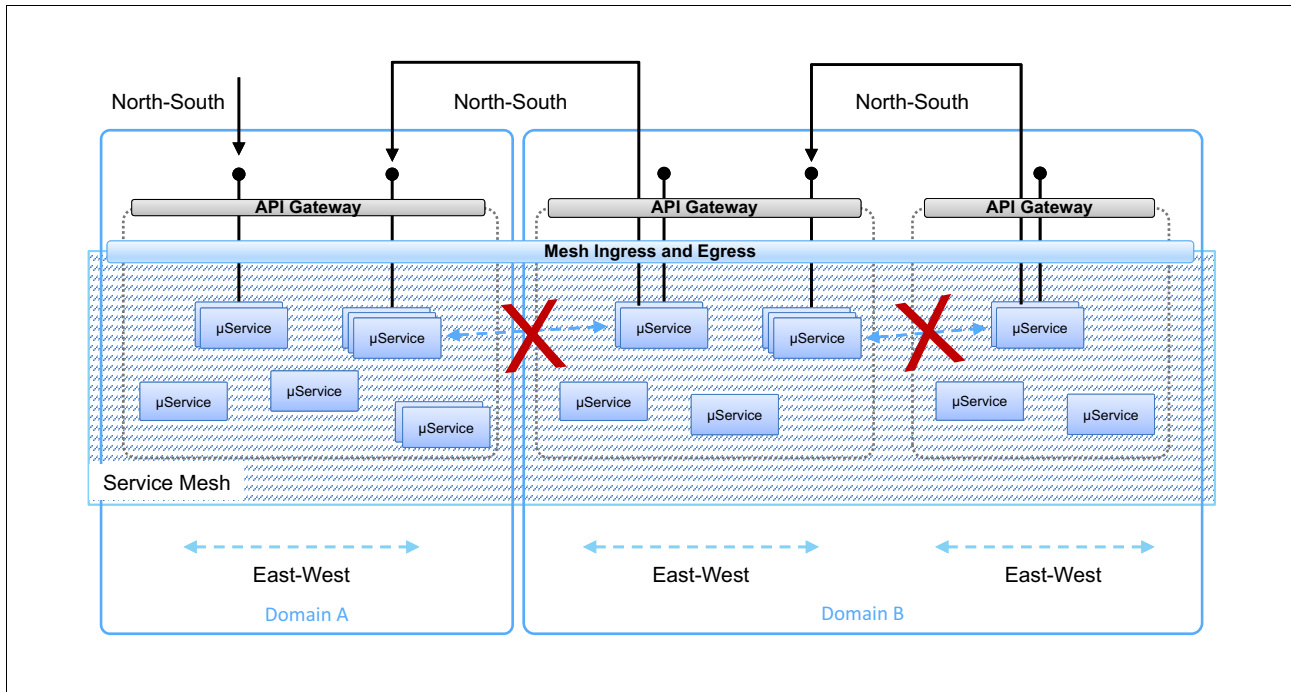 North-South
North-South
North-South
API Gateway
API Gateway
API Gateway
Mesh Ingress and Egress
µService
µService
µService
µService
µService
µService
µService
µService
µService
µService
µService
µService
Service Mesh
East-West
East-West
East-West
Domain A
Domain B